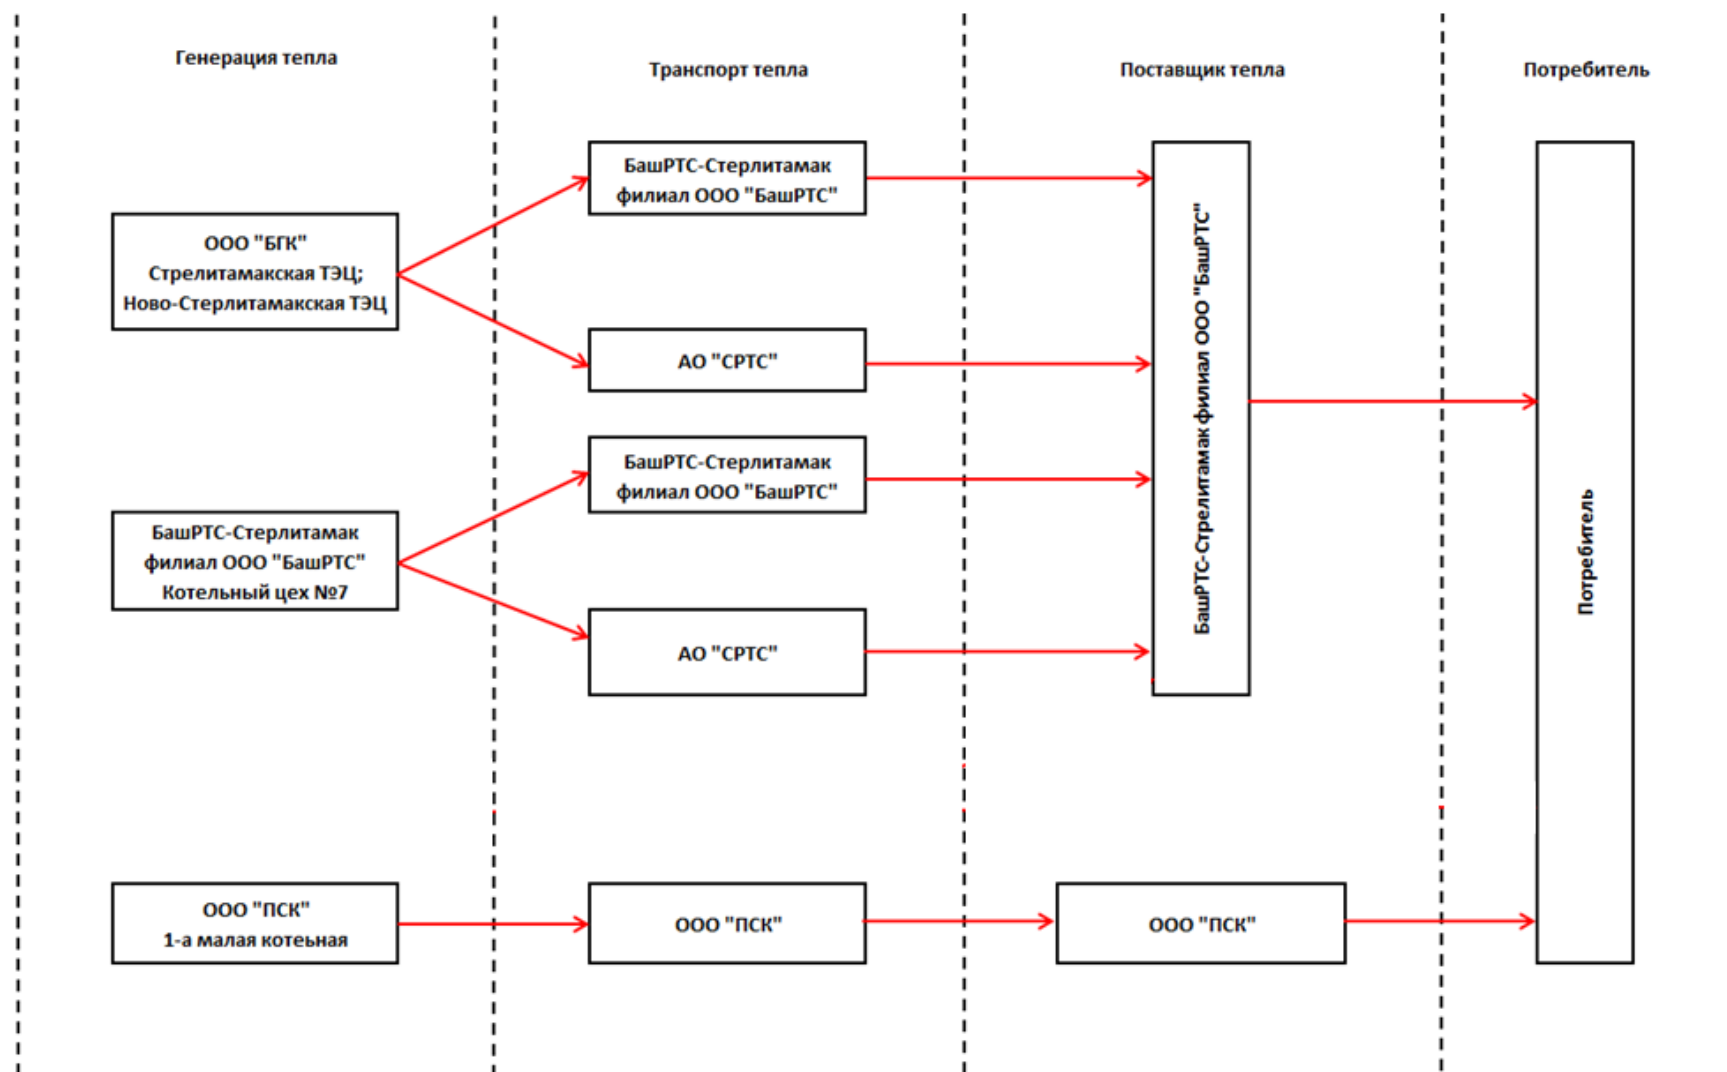 Генерация тепла
Транспорт тепла
Поставщик тепла
Потребитель
ООО "БГК"
Стрелитамакская ТЭЦ;
Ново-Стерлитамакская ТЭЦ
БашРТС-Стерлитамак
филиал ООО "БашРТС"
АО "СРТС"
БашРТС-Стерлитамак
филиал ООО "БашРТС"
Котельный цех №7
БашРТС-Стерлитамак
филиал ООО "БашРТС"
АО "СРТС"
БашРТС-Стрелитамак филиал ООО "БашРТС"
Потребитель
ООО "ПСК"
1-а малая котеьная
ООО "ПСК"
ООО "ПСК"